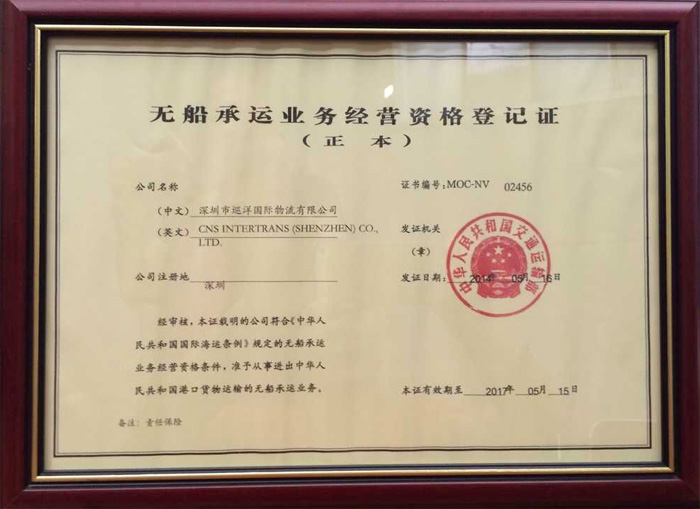 无船承运业务经营资格登记证
（正 本）
公司名称
（中文） 深圳市巡洋国际物流有限公司
（英文） CNS INTERTRANS (SHENZHEN) CO.,
LTD.
公司注册地
深圳
经审核，本证载明的公司符合《中华人
民共和国国际海运条例》规定的无船承运
业务经营资格条件，准予从事进出中华人
民共和国港口货物运输的无船承运业务。
备注：责任保险
证书编号：MOC-NV 02456
发证机关
（章）
中华人民共和国交通运输部
发证日期： 2014年 05月 16日
本证有效期至 2017年 05月 15日